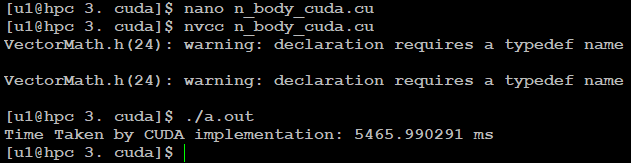 [u1@hpc 3. cuda]$ nano n_body_cuda.cu
[u1@hpc 3. cuda]$ nvcc n_body_cuda.cu
VectorMath.h(24): warning: declaration requires a typedef name
VectorMath.h(24): warning: declaration requires a typedef name
[u1@hpc 3. cuda]$ ./a.out
Time Taken by CUDA implementation: 5465.990291 ms
[u1@hpc 3. cuda]$